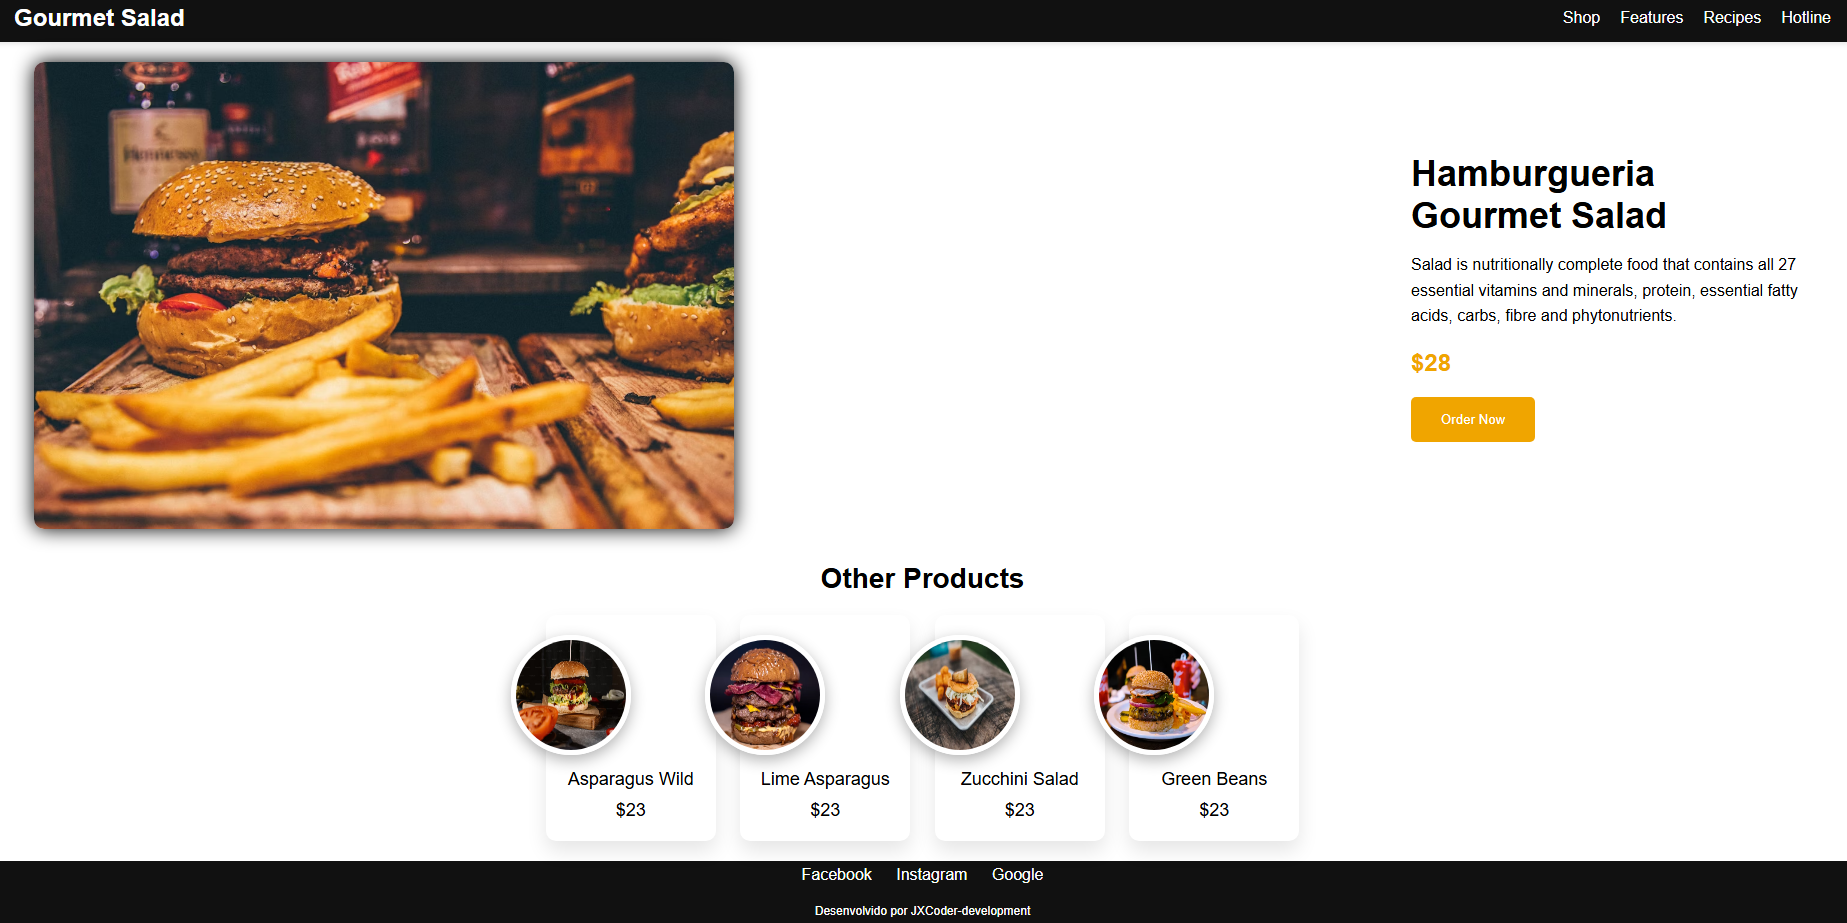 Gourmet Salad
Shop Features Recipes Hotline
Hennessy
Hamburgueria
Gourmet Salad
Salad is nutritionally complete food that contains all 27
essential vitamins and minerals, protein, essential fatty
acids, carbs, fibre and phytonutrients.
$28
Order Now
Other Products
Asparagus Wild
$23
Lime Asparagus
$23
Zucchini Salad
$23
Green Beans
$23
Facebook Instagram Google
Desenvolvido por JXCoder-development